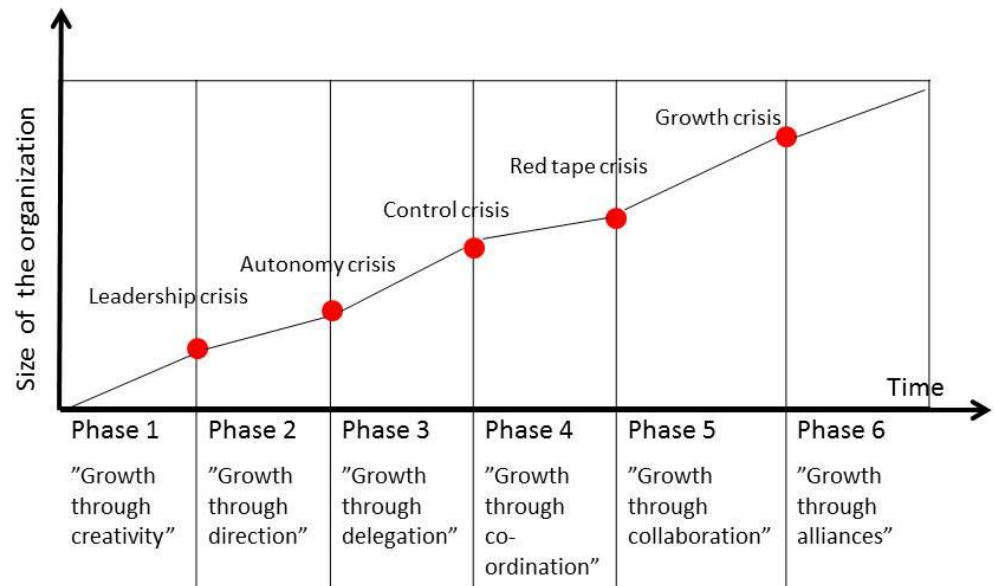 Size of the organization
Growth crisis
Red tape crisis
Control crisis
Autonomy crisis
Leadership crisis
Time
Phase 1
”Growth
through
creativity”
Phase 2
”Growth
through
direction”
Phase 3
”Growth
through
delegation”
Phase 4
”Growth
through
co-
ordination”
Phase 5
”Growth
through
collaboration”
Phase 6
”Growth
through
alliances”